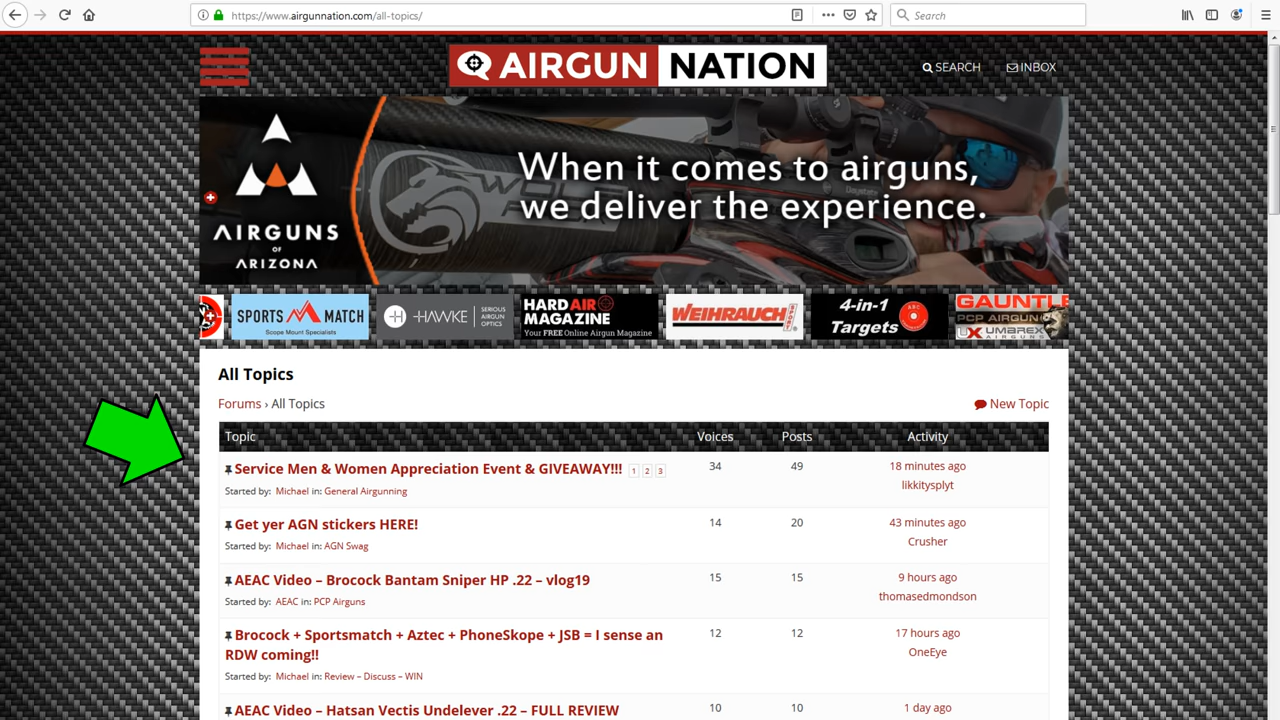 https://www.airgunnation.com/all-topics/
Search
AIRGUN NATION
SEARCH
INBOX
AIRGUNS
OF
ARIZONA
When it comes to airguns,
we deliver the experience.
SPORTS MATCH
Scope Mount Specialists
HAWKE
SERIOUS
AIRGUN
OPTICS
HARD AIR
MAGAZINE
Your FREE Online Airgun Magazine
WEIHRAUCH
SPORT
4-in-1
Targets
ABC
GAUNTLE
PCP AIRGUN
UX UMAREX
AIRGUNS
All Topics
Forums › All Topics
New Topic
Topic Voices Posts Activity
Service Men & Women Appreciation Event & GIVEAWAY!!! 1 2 3 34 49 18 minutes ago
likkitysplyt
Started by: Michael in: General Airgunning
Get yer AGN stickers HERE! 14 20 43 minutes ago
Crusher
Started by: Michael in: AGN Swag
AEAC Video – Brocock Bantam Sniper HP .22 – vlog19 15 15 9 hours ago
thomasedmondson
Started by: AEAC in: PCP Airguns
Brocock + Sportsmatch + Aztec + PhoneSkope + JSB = I sense an 12 12 17 hours ago
RDW coming!! OneEye
Started by: Michael in: Review – Discuss – WIN
AEAC Video – Hatsan Vectis Undelever .22 – FULL REVIEW 10 10 1 day ago